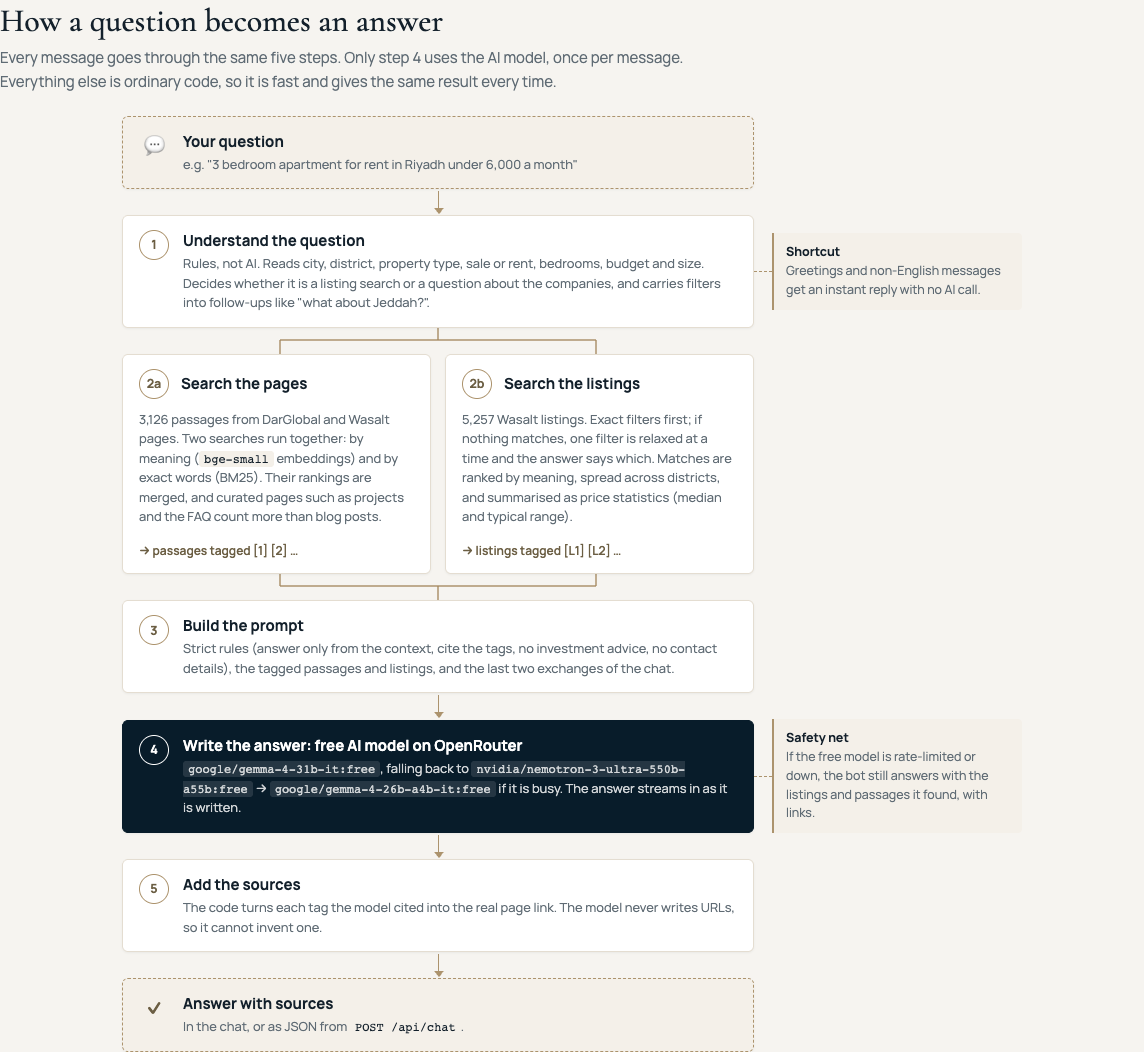 How a question becomes an answer
Every message goes through the same five steps. Only step 4 uses the AI model, once per message.
Everything else is ordinary code, so it is fast and gives the same result every time.
Your question
e.g. "3 bedroom apartment for rent in Riyadh under 6,000 a month"
1
Understand the question
Rules, not AI. Reads city, district, property type, sale or rent, bedrooms, budget and size.
Decides whether it is a listing search or a question about the companies, and carries filters
into follow-ups like "what about Jeddah?".
Shortcut
Greetings and non-English messages
get an instant reply with no AI call.
2a Search the pages
3,126 passages from DarGlobal and Wasalt
pages. Two searches run together: by
meaning ( bge-small embeddings) and by
exact words (BM25). Their rankings are
merged, and curated pages such as projects
and the FAQ count more than blog posts.
→ passages tagged [1] [2] …
2b Search the listings
5,257 Wasalt listings. Exact filters first; if
nothing matches, one filter is relaxed at a
time and the answer says which. Matches are
ranked by meaning, spread across districts,
and summarised as price statistics (median
and typical range).
→ listings tagged [L1] [L2] …
3
Build the prompt
Strict rules (answer only from the context, cite the tags, no investment advice, no contact
details), the tagged passages and listings, and the last two exchanges of the chat.
4
Write the answer: free AI model on OpenRouter
google/gemma-4-31b-it:free , falling back to nvidia/nemotron-3-ultra-550b-
a55b:free → google/gemma-4-26b-a4b-it:free if it is busy. The answer streams in as it
is written.
Safety net
If the free model is rate-limited or
down, the bot still answers with the
listings and passages it found, with
links.
5
Add the sources
The code turns each tag the model cited into the real page link. The model never writes URLs,
so it cannot invent one.
Answer with sources
In the chat, or as JSON from POST /api/chat .